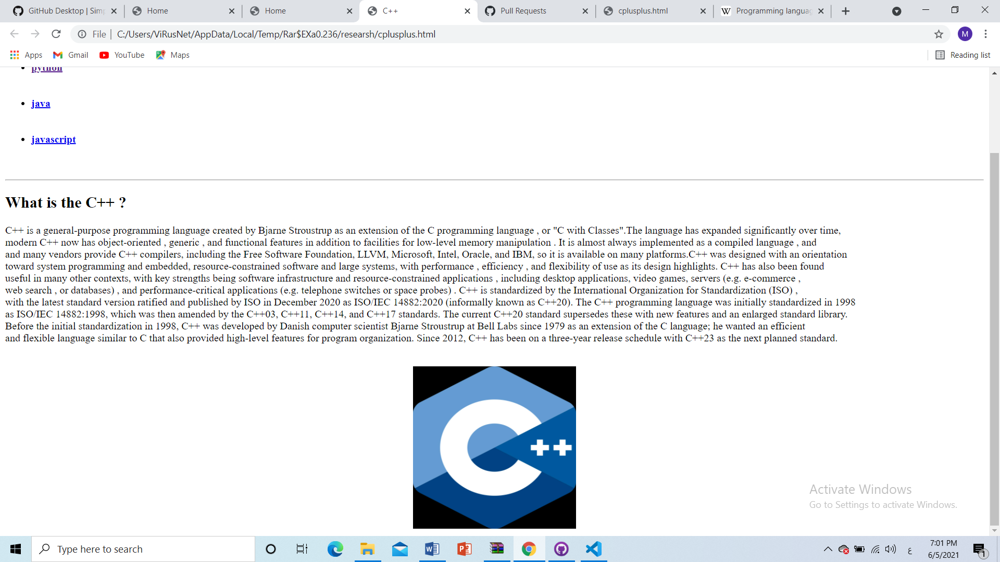 GitHub Desktop | Sim
Home
Home
C++
Pull Requests
cplusplus.html
W Programming langua
File | C:/Users/ViRusNet/AppData/Local/Temp/Rar$EXa0.236/researsh/cplusplus.html
M
Apps
Gmail
YouTube
Maps
Reading list
python
java
javascript
What is the C++ ?
C++ is a general-purpose programming language created by Bjarne Stroustrup as an extension of the C programming language , or "C with Classes".The language has expanded significantly over time,
modern C++ now has object-oriented , generic , and functional features in addition to facilities for low-level memory manipulation . It is almost always implemented as a compiled language , and
and many vendors provide C++ compilers, including the Free Software Foundation, LLVM, Microsoft, Intel, Oracle, and IBM, so it is available on many platforms.C++ was designed with an orientation
toward system programming and embedded, resource-constrained software and large systems, with performance , efficiency , and flexibility of use as its design highlights. C++ has also been found
useful in many other contexts, with key strengths being software infrastructure and resource-constrained applications , including desktop applications, video games, servers (e.g. e-commerce ,
web search , or databases) , and performance-critical applications (e.g. telephone switches or space probes) . C++ is standardized by the International Organization for Standardization (ISO) ,
with the latest standard version ratified and published by ISO in December 2020 as ISO/IEC 14882:2020 (informally known as C++20). The C++ programming language was initially standardized in 1998
as ISO/IEC 14882:1998, which was then amended by the C++03, C++11, C++14, and C++17 standards. The current C++20 standard supersedes these with new features and an enlarged standard library.
Before the initial standardization in 1998, C++ was developed by Danish computer scientist Bjarne Stroustrup at Bell Labs since 1979 as an extension of the C language; he wanted an efficient
and flexible language similar to C that also provided high-level features for program organization. Since 2012, C++ has been on a three-year release schedule with C++23 as the next planned standard.
C++
Activate Windows
Go to Settings to activate Windows.
Type here to search
ع
7:01 PM
6/5/2021
1